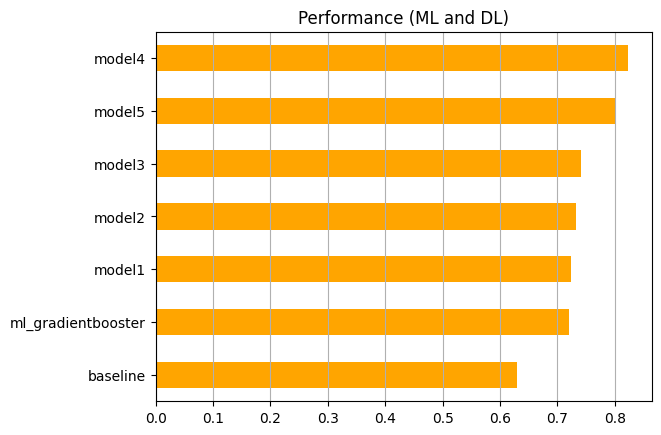 Performance (ML and DL)
model4
model5
model3
model2
model1
ml_gradientbooster
baseline
0.0 0.1 0.2 0.3 0.4 0.5 0.6 0.7 0.8